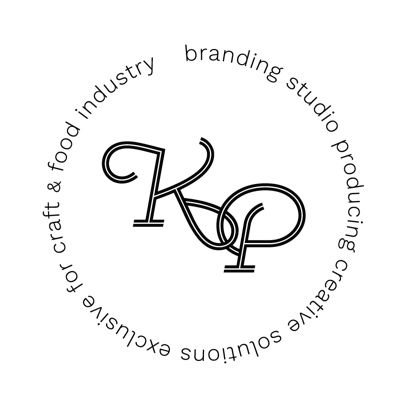 branding studio producing creative solutions exclusive for craft & food industry
KP